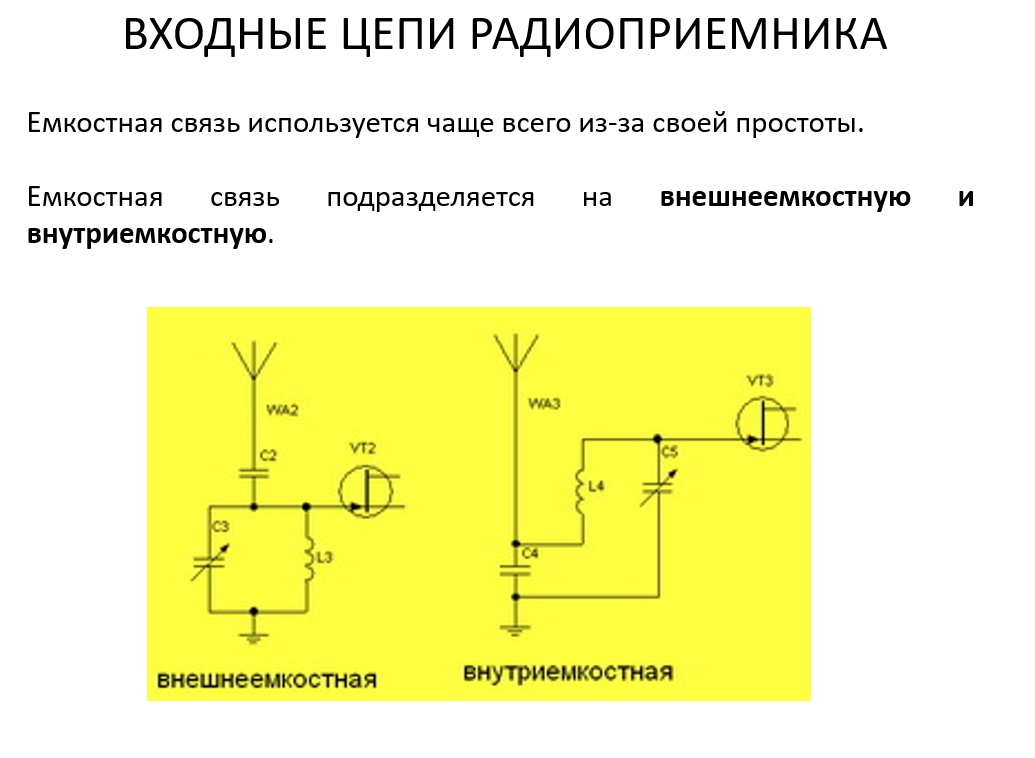 ВХОДНЫЕ ЦЕПИ РАДИОПРИЕМНИКА
Емкостная связь используется чаще всего из-за своей простоты.
Емкостная связь подразделяется на внешнеемкостную и
внутриемкостную.
WA2
C2
VT2
C3
L3
внешнеемкостная
WA3
VT3
C5
L4
C4
внутриемкостная